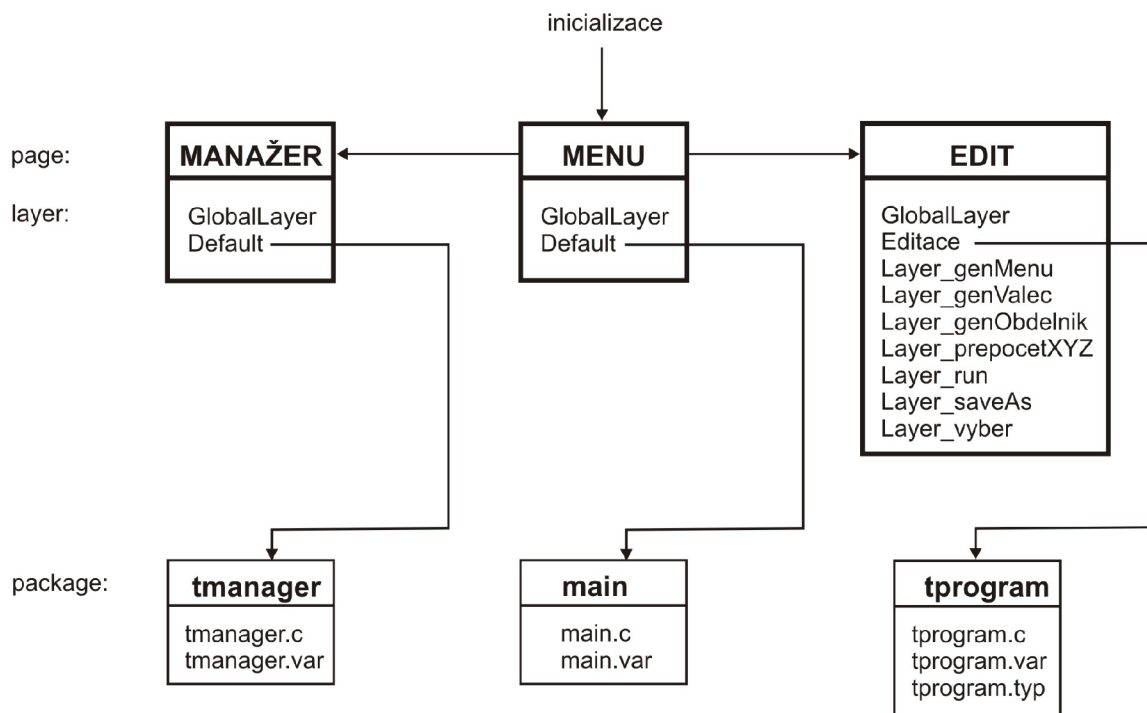 inicializace
page:
MANAŽER
MENU
EDIT
layer:
GlobalLayer
Default
GlobalLayer
Default
GlobalLayer
Editace
Layer_genMenu
Layer_genValec
Layer_genObdelnik
Layer_prepocetXYZ
Layer_run
Layer_saveAs
Layer_vyber
package:
tmanager
tmanager.c
tmanager.var
main
main.c
main.var
tprogram
tprogram.c
tprogram.var
tprogram.typ